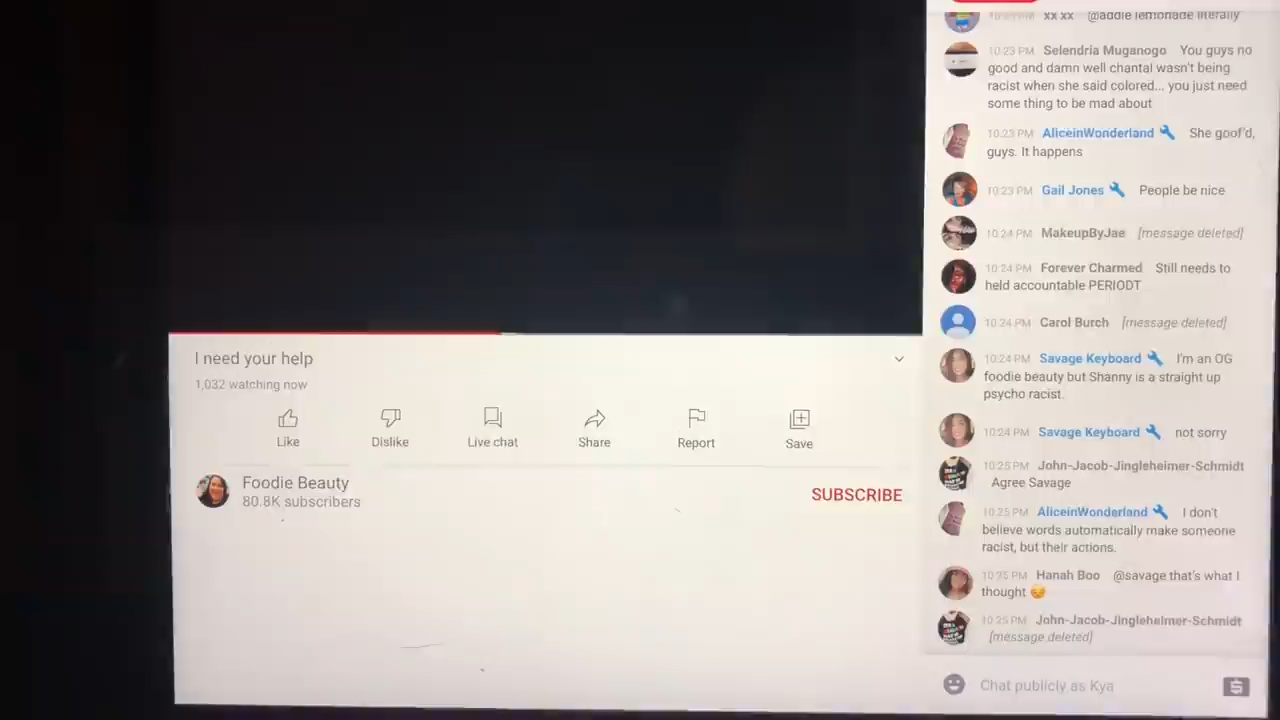 xx xx @addie lemonade literally
10:23 PM Selendria Muganogo You guys no
good and damn well chantal wasn't being
racist when she said colored... you just need
some thing to be mad about
10:23 PM AliceinWonderland She goof'd,
guys. It happens
10:23 PM Gail Jones People be nice
10:24 PM MakeupByJae [message deleted]
10:24 PM Forever Charmed Still needs to
held accountable PERIODT
10:24 PM Carol Burch [message deleted]
10:24 PM Savage Keyboard I'm an OG
foodie beauty but Shanny is a straight up
psycho racist.
10:24 PM Savage Keyboard not sorry
10:25 PM John-Jacob-Jingleheimer-Schmidt
Agree Savage
10:25 PM AliceinWonderland I don't
believe words automatically make someone
racist, but their actions.
10:25 PM Hanah Boo @savage that's what I
thought
10:25 PM John-Jacob-Jingleheimer-Schmidt
[message deleted]
Chat publicly as Kya
I need your help
1,032 watching now
Like
Dislike
Live chat
Share
Report
Save
Foodie Beauty
80.8K subscribers
SUBSCRIBE